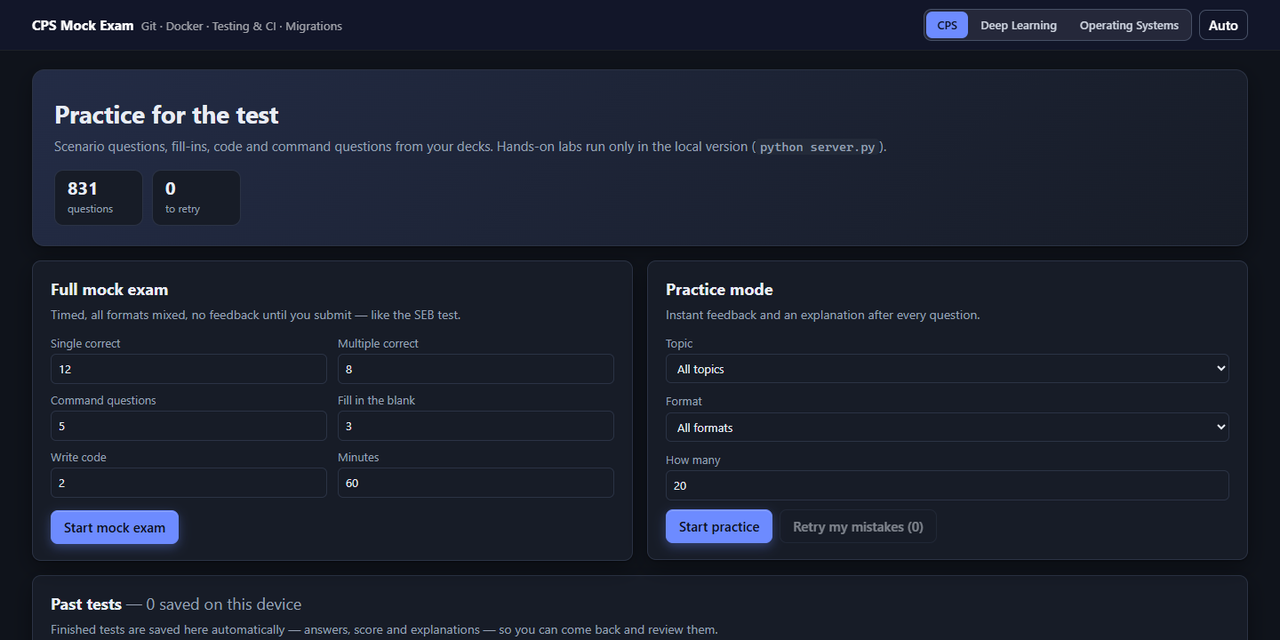 CPS Mock Exam Git · Docker · Testing & CI · Migrations
CPS Deep Learning Operating Systems Auto
Practice for the test
Scenario questions, fill-ins, code and command questions from your decks. Hands-on labs run only in the local version ( python server.py ).
831
questions
0
to retry
Full mock exam
Timed, all formats mixed, no feedback until you submit — like the SEB test.
Single correct
12
Multiple correct
8
Command questions
5
Fill in the blank
3
Write code
2
Minutes
60
Start mock exam
Practice mode
Instant feedback and an explanation after every question.
Topic
All topics
Format
All formats
How many
20
Start practice Retry my mistakes (0)
Past tests — 0 saved on this device
Finished tests are saved here automatically — answers, score and explanations — so you can come back and review them.